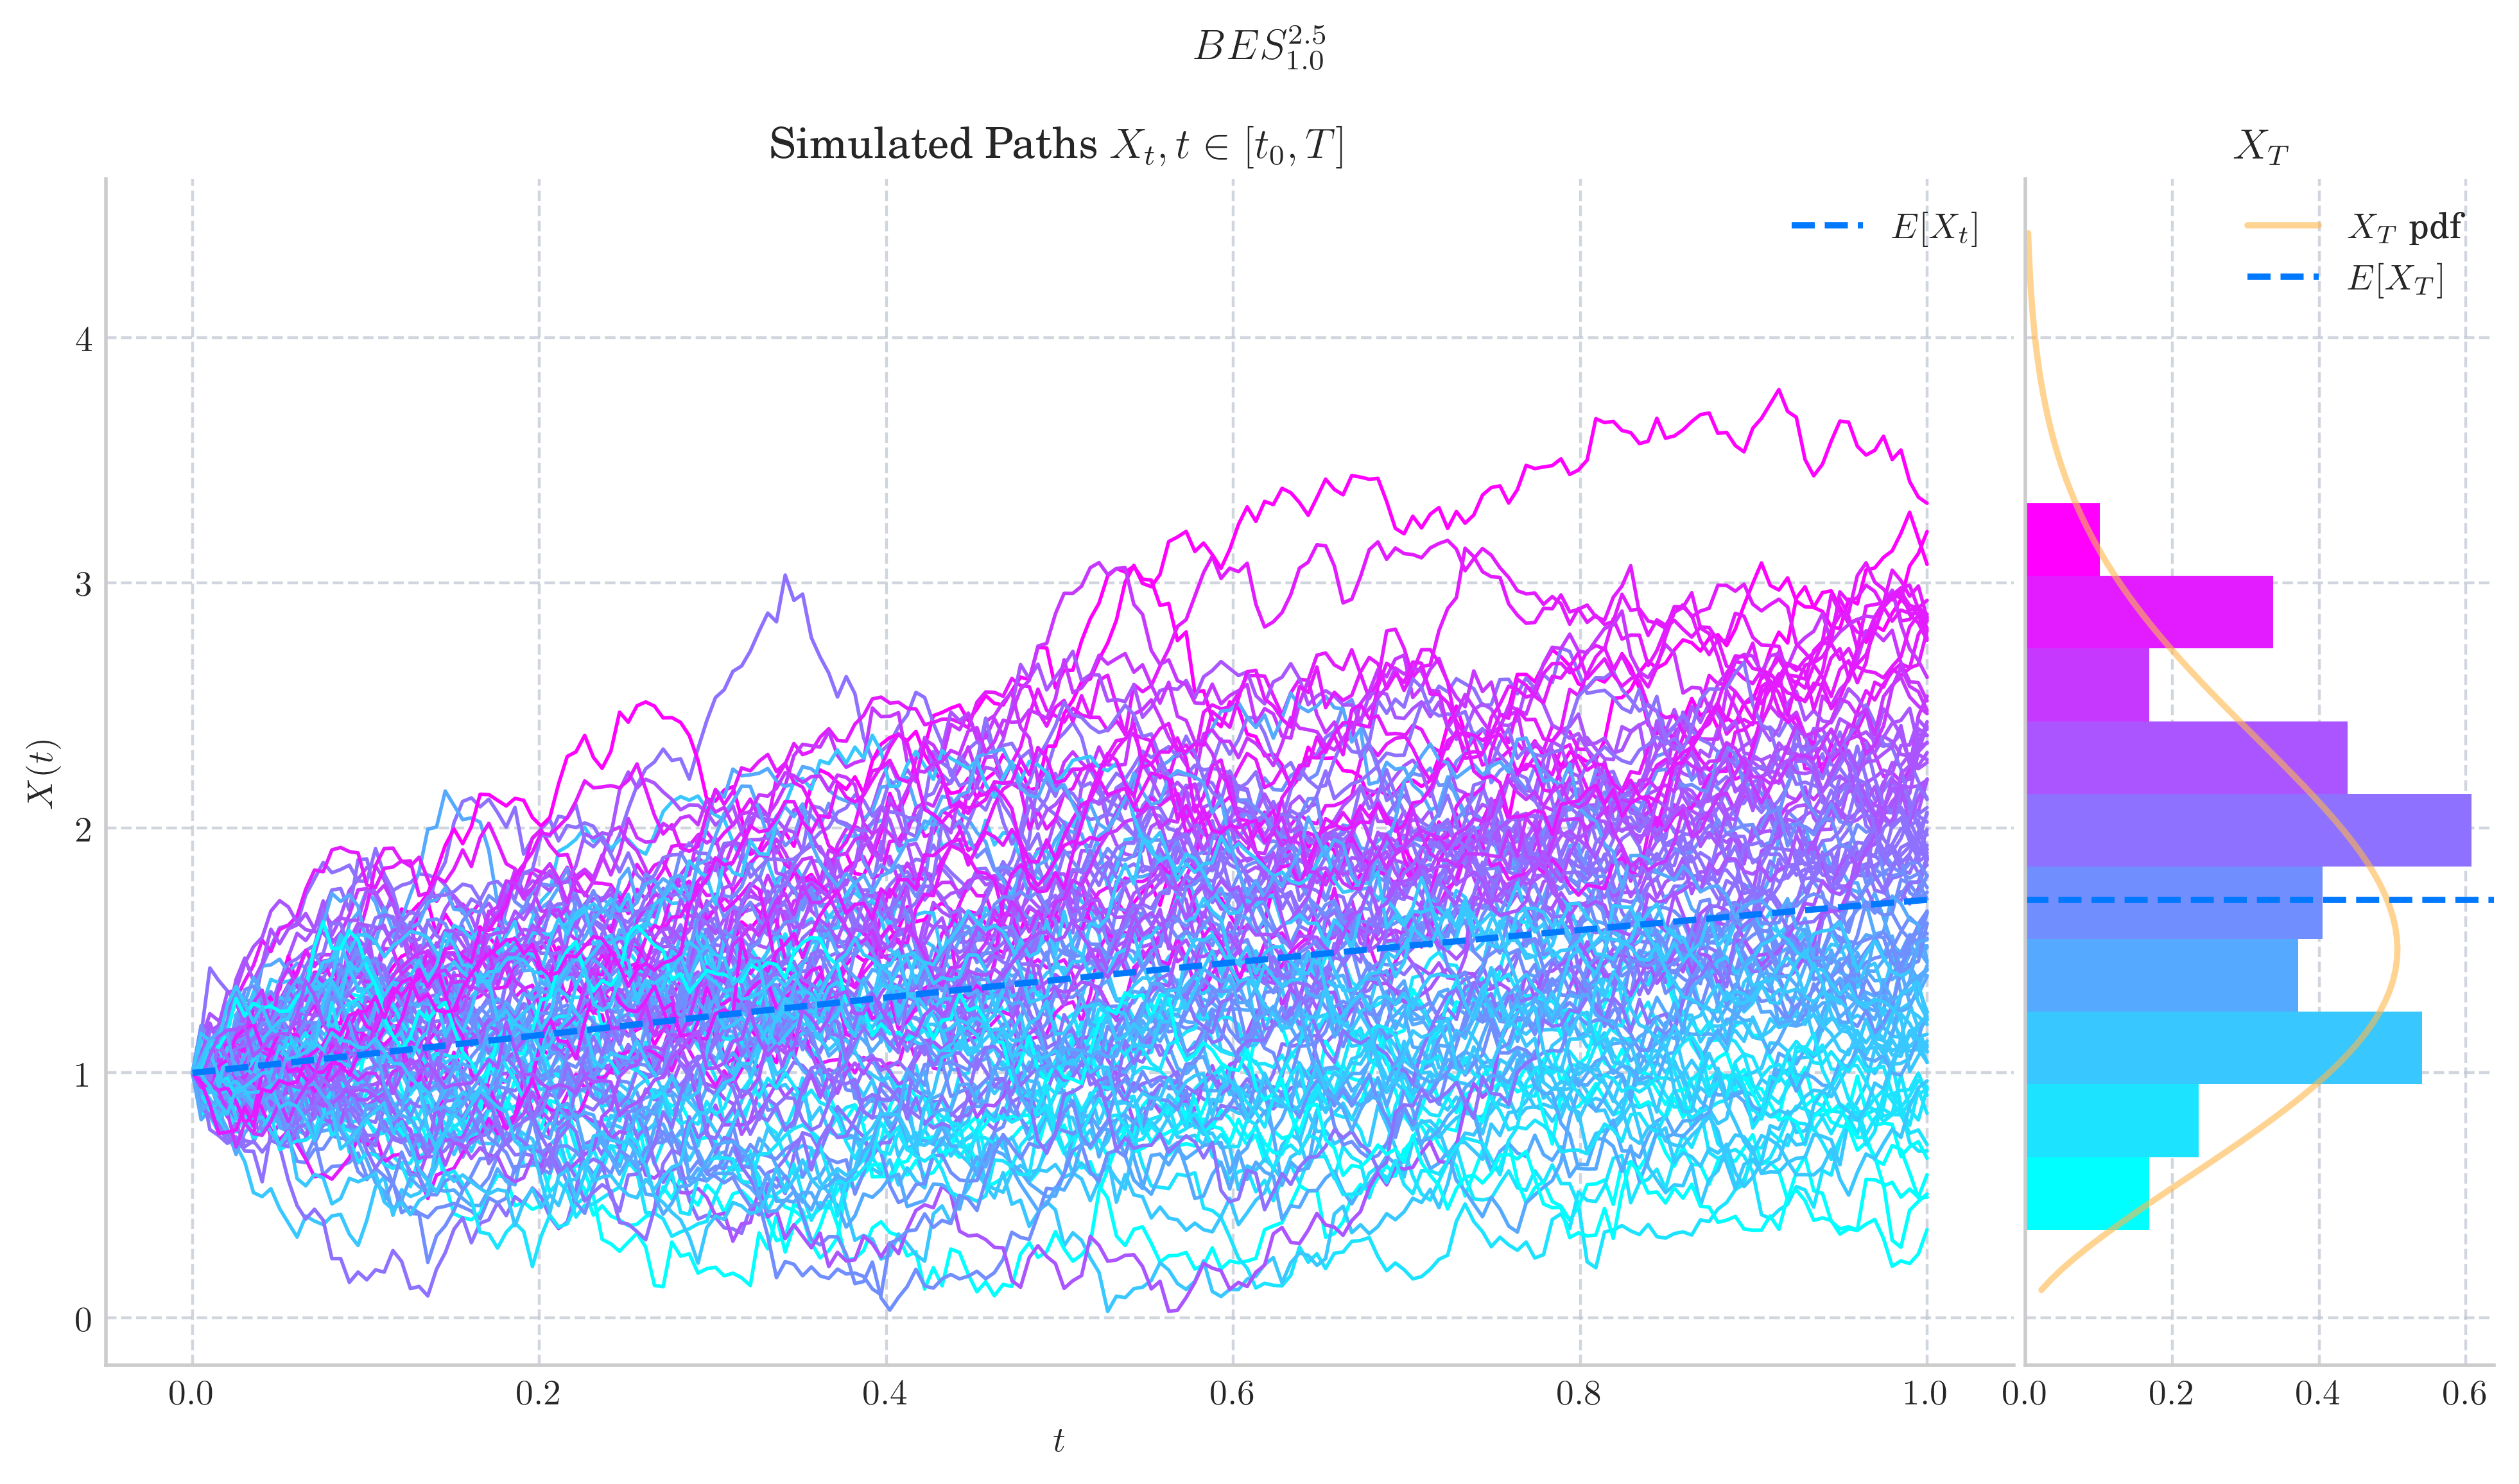 BES^{2.5}_{1.0}
Simulated Paths X_t, t ∈ [t_0, T]
X_T
E[X_t]
X_T pdf
E[X_T]
4
3
2
1
0
X(t)
0.0 0.2 0.4 0.6 0.8 1.0
0.0 0.2 0.4 0.6
t